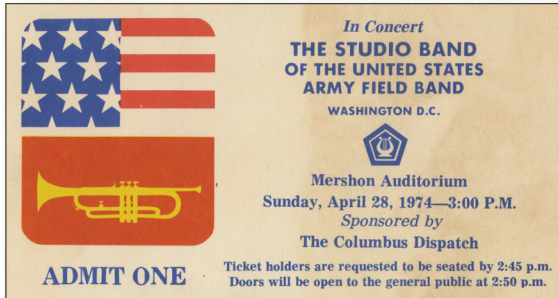 In Concert
THE STUDIO BAND
OF THE UNITED STATES
ARMY FIELD BAND
WASHINGTON D.C.
Mershon Auditorium
Sunday, April 28, 1974—3:00 P.M.
Sponsored by
The Columbus Dispatch
ADMIT ONE
Ticket holders are requested to be seated by 2:45 p.m.
Doors will be open to the general public at 2:50 p.m.